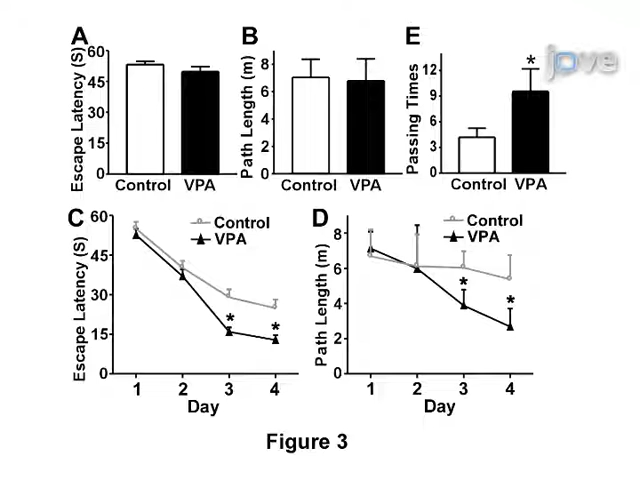 A
Escape Latency (S)
60
45
30
15
0
Control VPA
B
Path Length (m)
8
6
4
2
0
Control VPA
E
Passing Times
12
9
6
3
0
*
Control VPA
jove
C
Escape Latency (S)
60
45
30
15
0
Control
VPA
* *
1 2 3 4
Day
D
Path Length (m)
8
6
4
2
0
Control
VPA
* *
1 2 3 4
Day
Figure 3